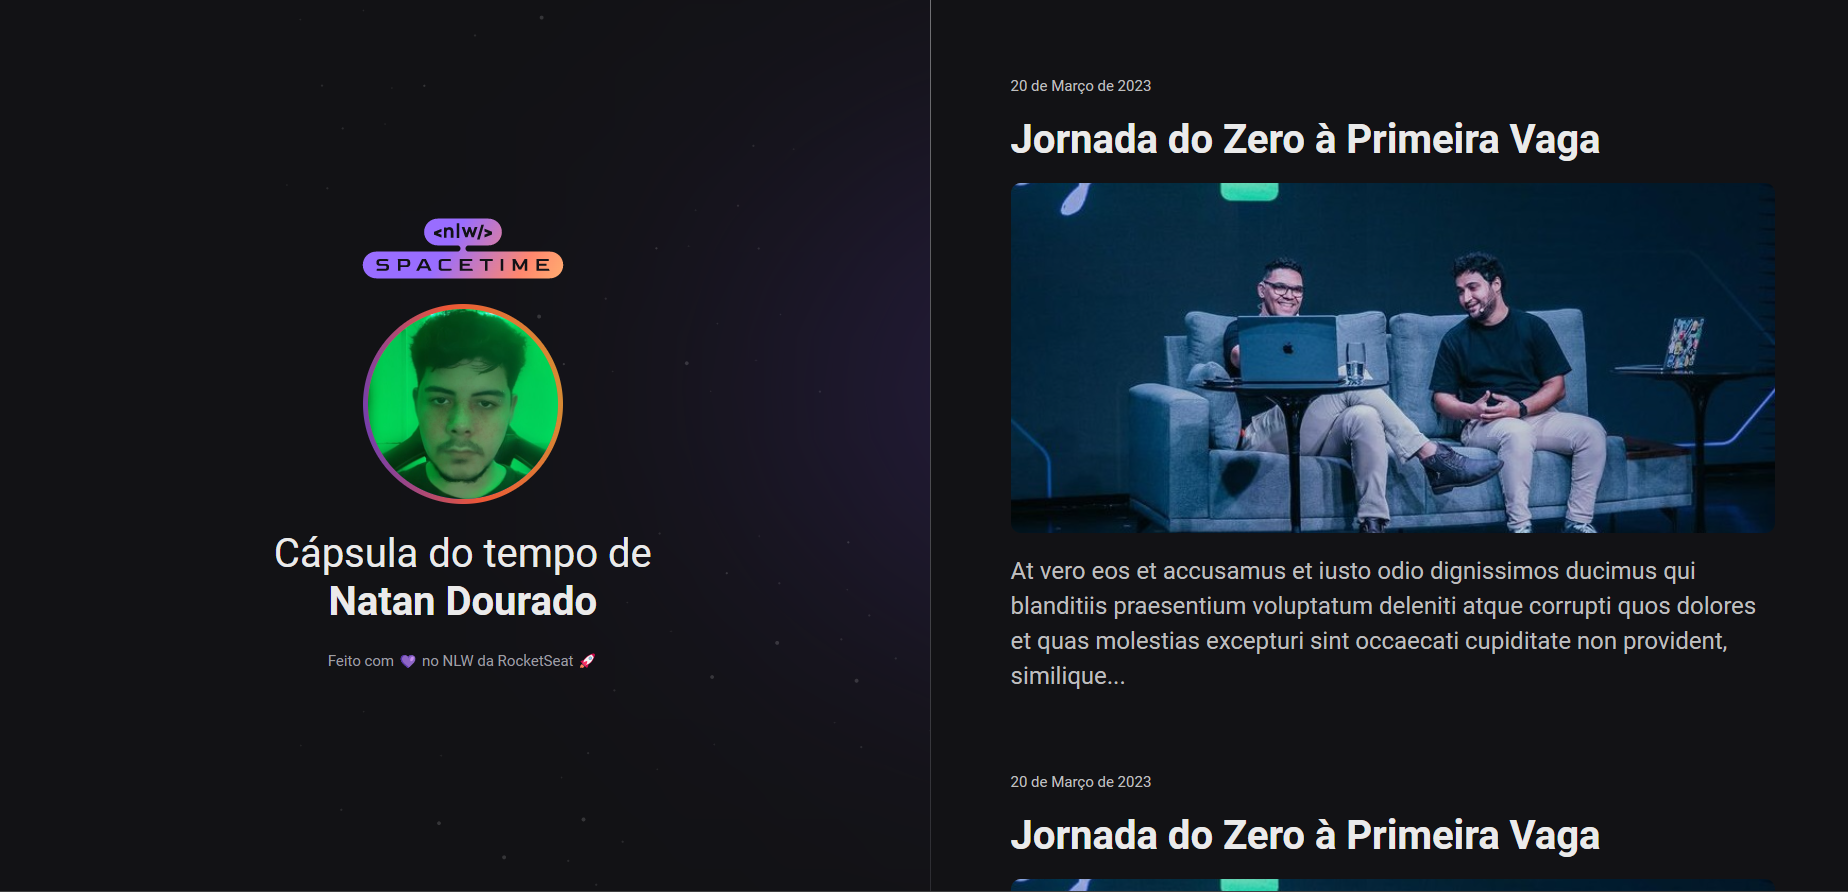 <nlw/>
SPACETIME
Cápsula do tempo de
Natan Dourado
Feito com 💜 no NLW da RocketSeat 🚀
20 de Março de 2023
Jornada do Zero à Primeira Vaga
At vero eos et accusamus et iusto odio dignissimos ducimus qui
blanditiis praesentium voluptatum deleniti atque corrupti quos dolores
et quas molestias excepturi sint occaecati cupiditate non provident,
similique...
20 de Março de 2023
Jornada do Zero à Primeira Vaga